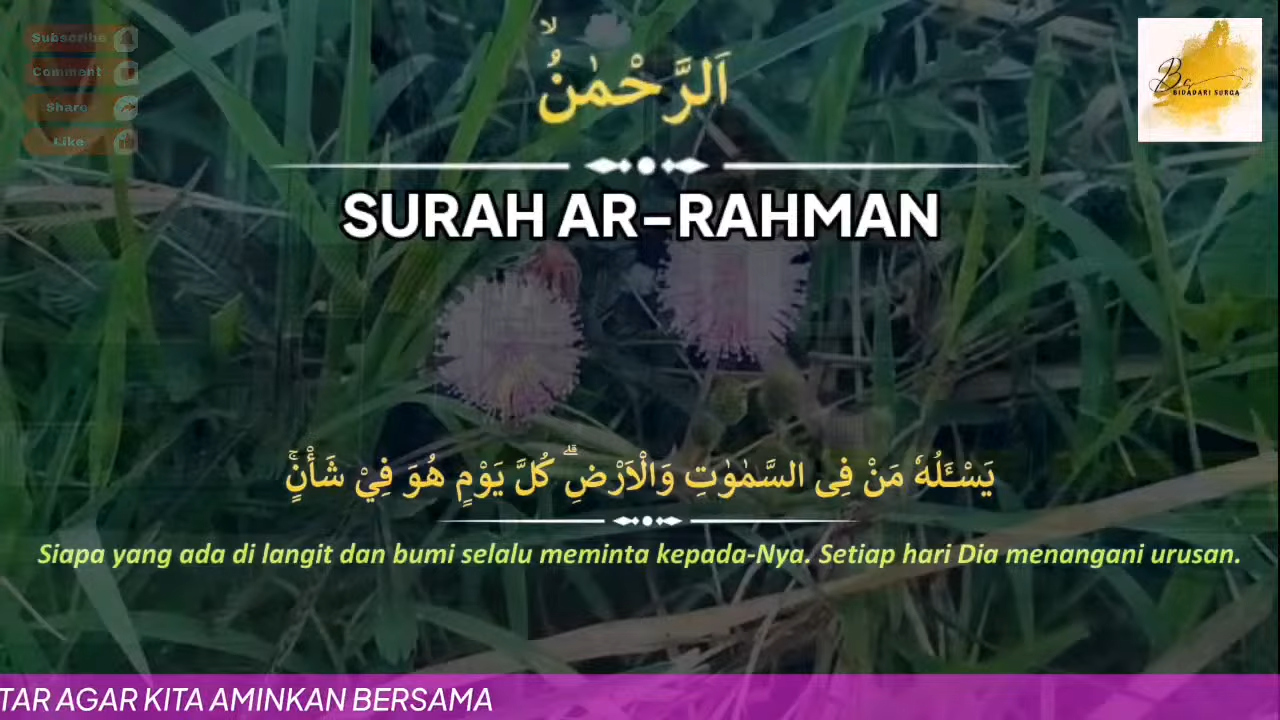 Subscribe
Comment
Share
Like
اَلرَّحْمٰنُۙ
BIDADARI SURGA
SURAH AR-RAHMAN
يَسْـَٔلُهٗ مَنْ فِى السَّمٰوٰتِ وَالْاَرْضِۗ كُلَّ يَوْمٍ هُوَ فِيْ شَأْنٍۚ
Siapa yang ada di langit dan bumi selalu meminta kepada-Nya. Setiap hari Dia menangani urusan.
TAR AGAR KITA AMINKAN BERSAMA